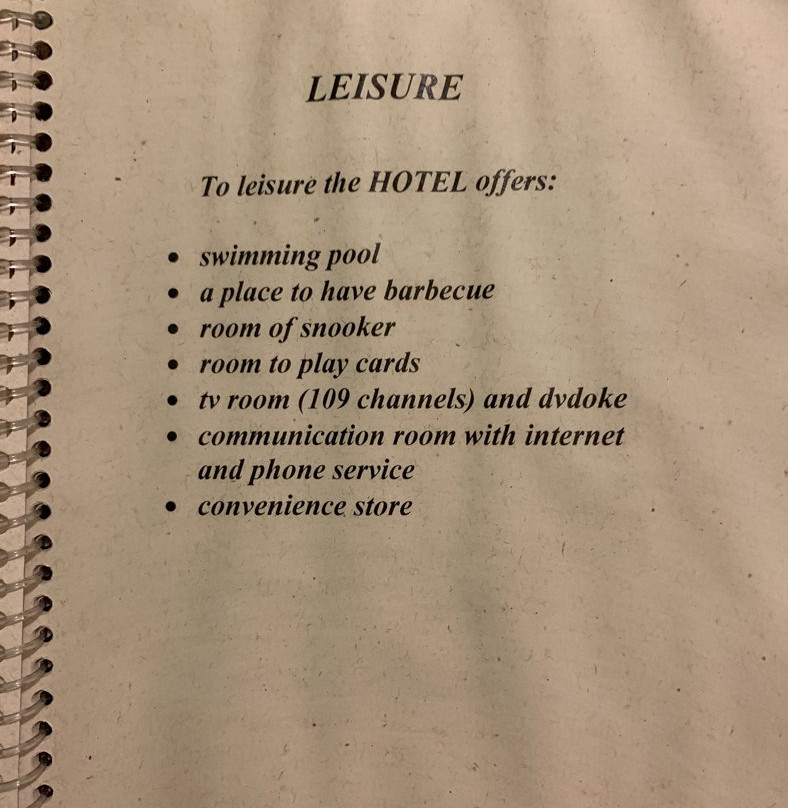 LEISURE
To leisure the HOTEL offers:
• swimming pool
• a place to have barbecue
• room of snooker
• room to play cards
• tv room (109 channels) and dvdoke
• communication room with internet
and phone service
• convenience store